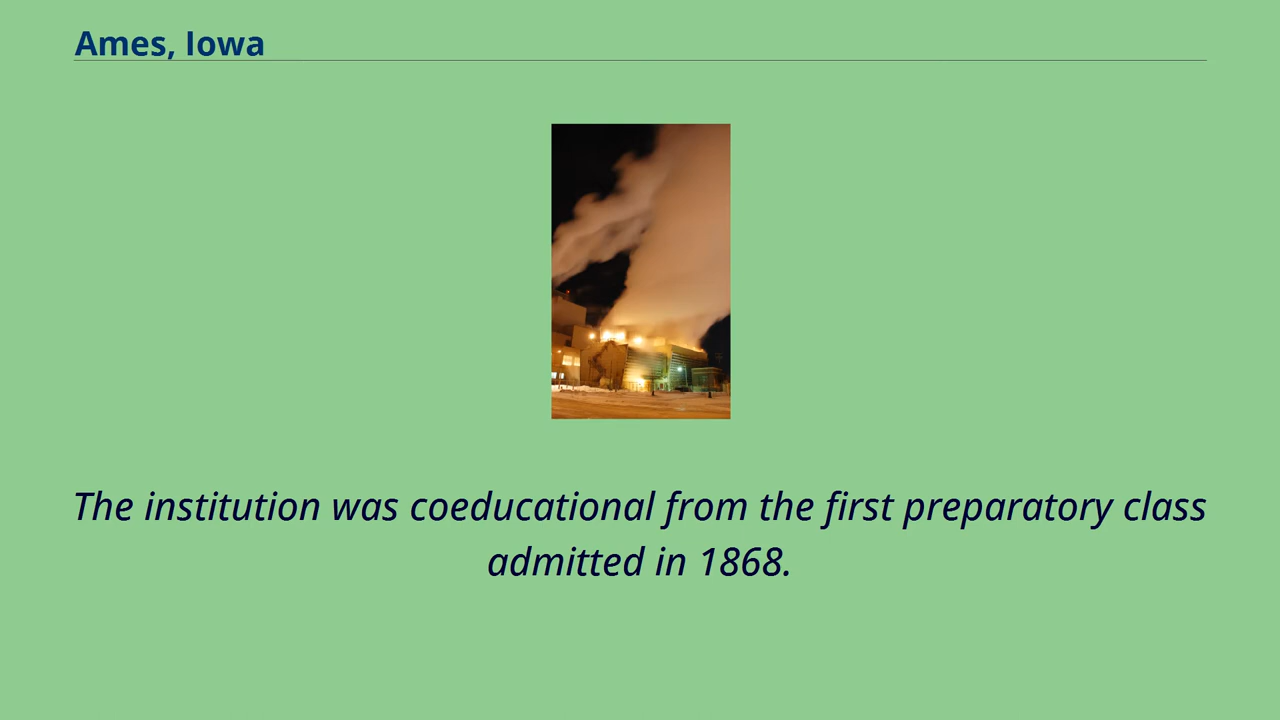 Ames, Iowa
The institution was coeducational from the first preparatory class
admitted in 1868.